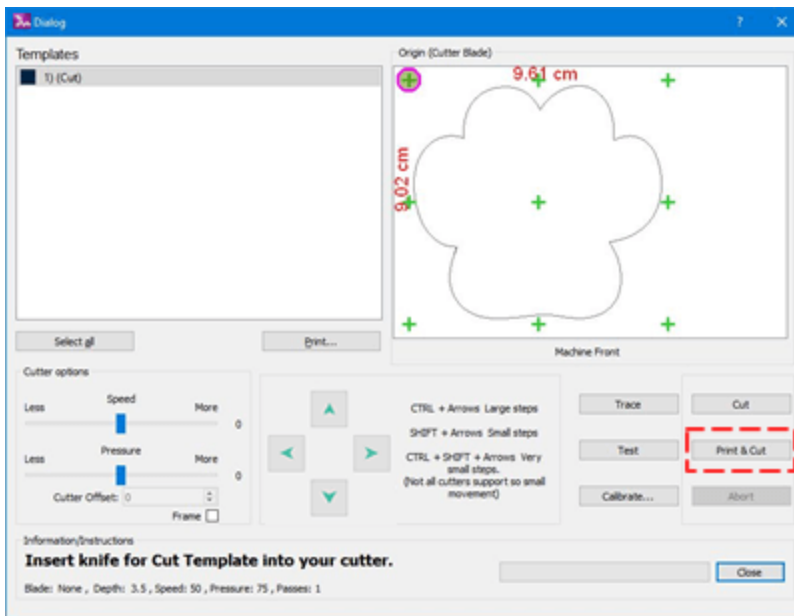 Dialog
?
Templates
1) (Cut)
Origin (Cutter Blade)
9.61 cm
9.02 cm
Machine Front
Select all
Print...
Cutter options
Speed
Less
More
0
Pressure
Less
More
0
Cutter Offset: 0
Frame
CTRL + Arrows Large steps
SHIFT + Arrows Small steps
CTRL + SHIFT + Arrows Very
small steps.
(Not all cutters support so small
movement)
Trace
Cut
Test
Print & Cut
Calibrate...
Abort
Information/Instructions
Insert knife for Cut Template into your cutter.
Blade: None , Depth: 3.5 , Speed: 50 , Pressure: 75 , Passes: 1
Close